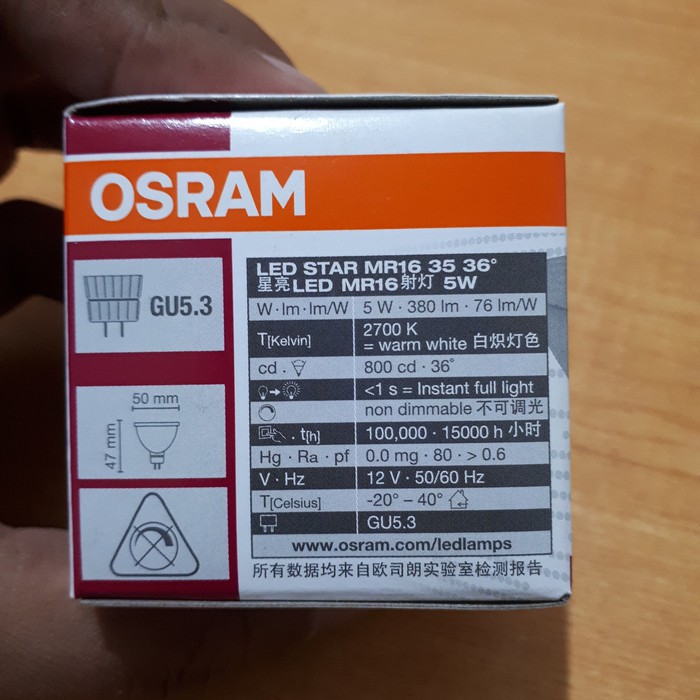 OSRAM
GU5.3
50 mm
47 mm
LED STAR MR16 35 36°
星亮LED MR16射灯 5W
W·lm·lm/W 5 W · 380 lm · 76 lm/W
T[Kelvin] 2700 K
= warm white 白炽灯色
cd . 800 cd · 36°
<1 s = Instant full light
non dimmable 不可调光
. t[h] 100,000 · 15000 h 小时
Hg · Ra · pf 0.0 mg · 80 · > 0.6
V · Hz 12 V · 50/60 Hz
T[Celsius] -20° – 40°
GU5.3
www.osram.com/ledlamps
所有数据均来自欧司朗实验室检测报告